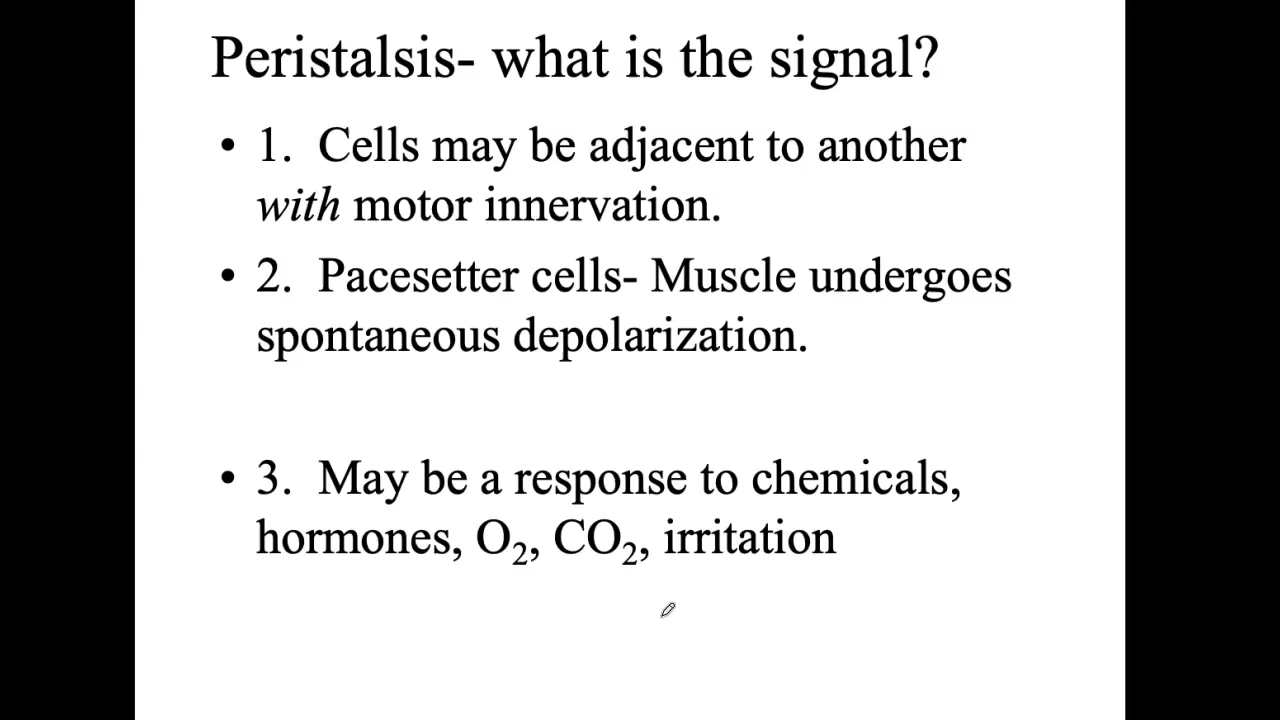 Peristalsis- what is the signal?
• 1. Cells may be adjacent to another
with motor innervation.
• 2. Pacesetter cells- Muscle undergoes
spontaneous depolarization.
• 3. May be a response to chemicals,
hormones, O₂, CO₂, irritation